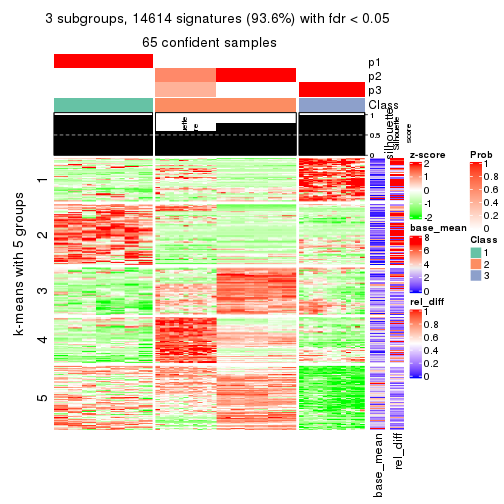 3 subgroups, 14614 signatures (93.6%) with fdr < 0.05
65 confident samples
p1
p2
p3
Class
1
0.5
0
silhouette
score
k-means with 5 groups
1
2
3
4
5
z-score
2
1
0
-1
-2
base_mean
8
6
4
2
0
rel_diff
1
0.8
0.6
0.4
0.2
0
Prob
1
0.8
0.6
0.4
0.2
0
Class
1
2
3
base_mean
rel_diff